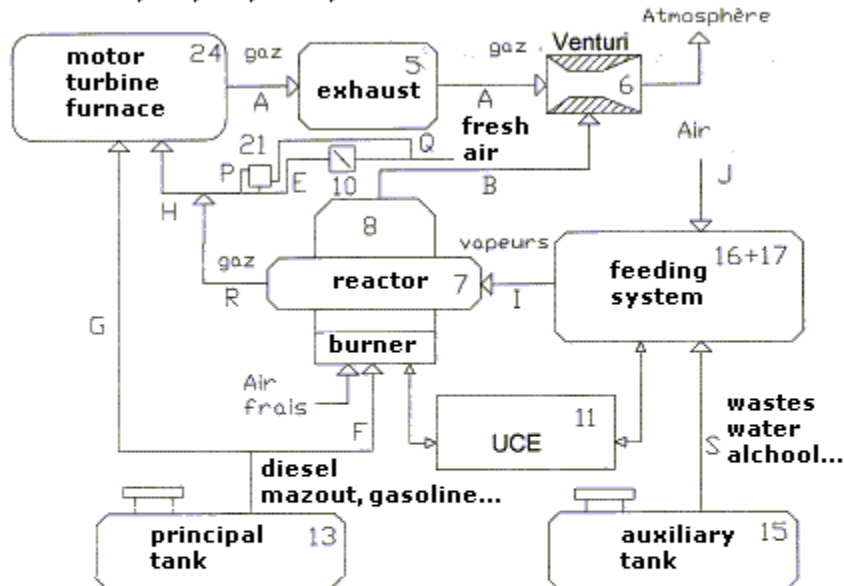 Atmosphère
motor
turbine
furnace
24
gaz
A
5
exhaust
gaz
A
Venturi
6
fresh
air
Air
J
21
P
E
Q
10
B
H
8
gaz
R
reactor
7
vapeurs
I
feeding
system
16+17
G
burner
Air
frais
F
UCE
11
S
wastes
water
alchool...
diesel
mazout, gasoline...
principal
tank
13
auxiliary
tank
15